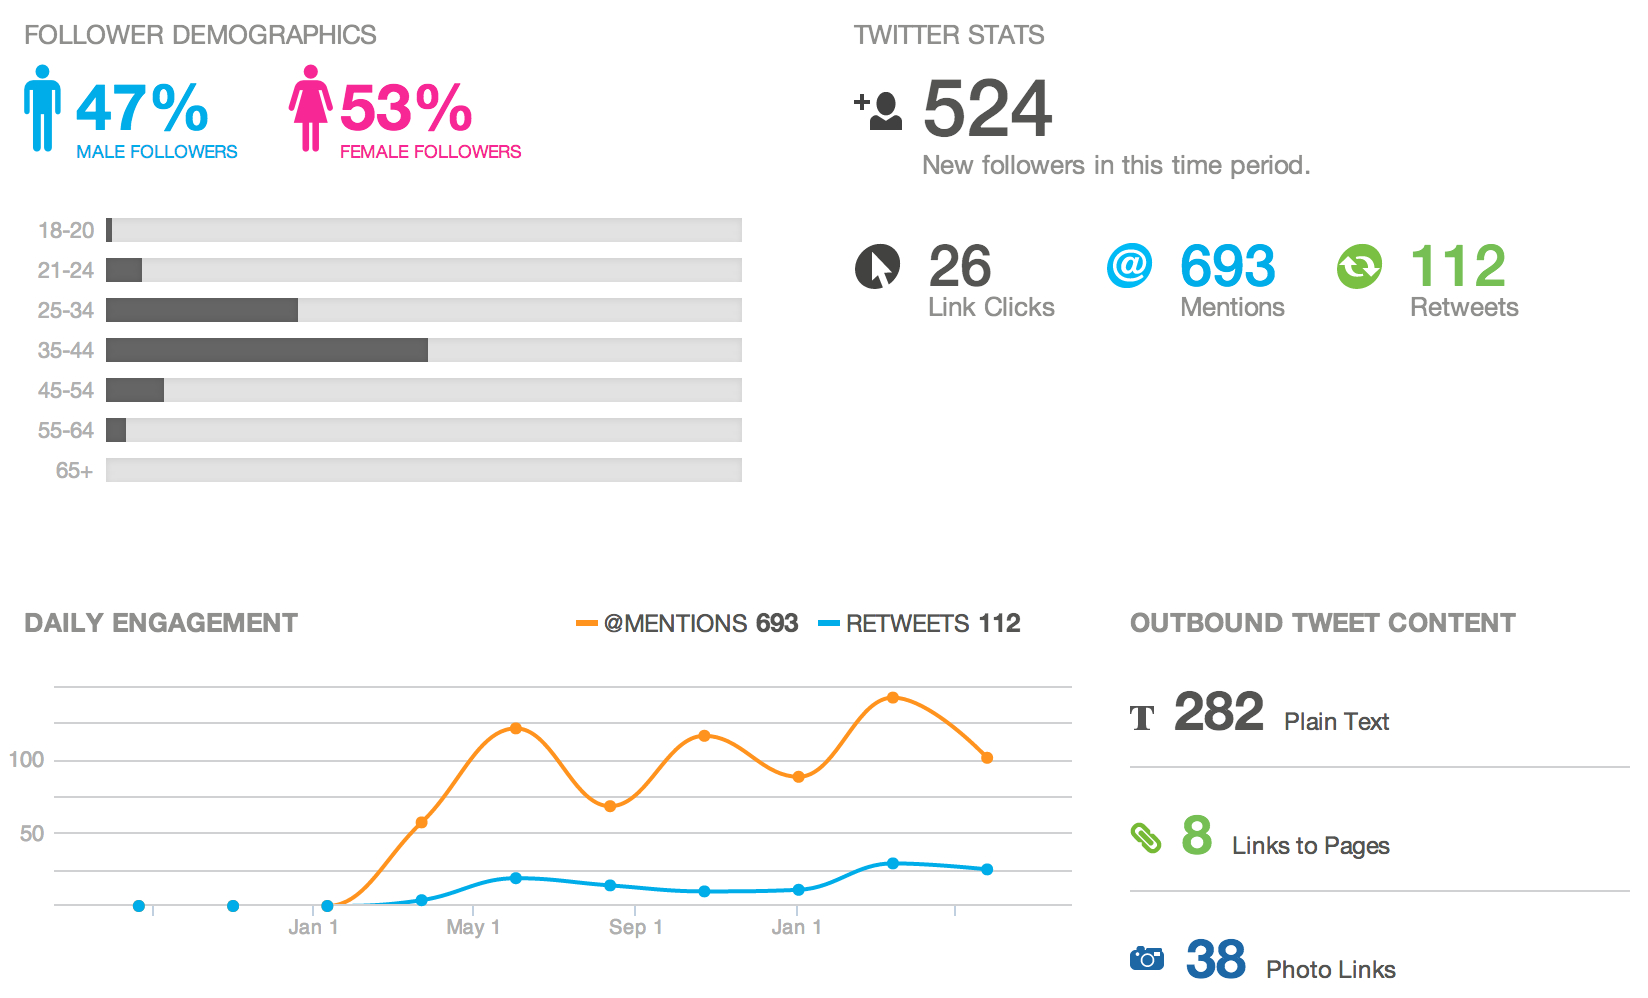 FOLLOWER DEMOGRAPHICS
47%
MALE FOLLOWERS
53%
FEMALE FOLLOWERS
18-20
21-24
25-34
35-44
45-54
55-64
65+
TWITTER STATS
524
New followers in this time period.
26
Link Clicks
693
Mentions
112
Retweets
DAILY ENGAGEMENT
@MENTIONS 693
RETWEETS 112
100
50
Jan 1
May 1
Sep 1
Jan 1
OUTBOUND TWEET CONTENT
282 Plain Text
8 Links to Pages
38 Photo Links